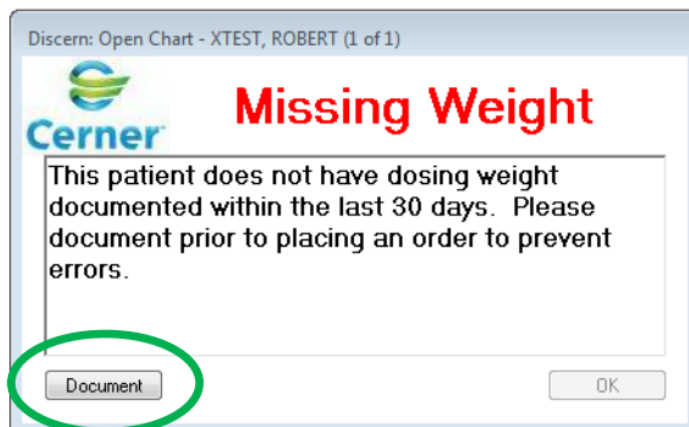 Discern: Open Chart - XTEST, ROBERT (1 of 1)
Cerner
Missing Weight
This patient does not have dosing weight
documented within the last 30 days.  Please
document prior to placing an order to prevent
errors.
Document
OK